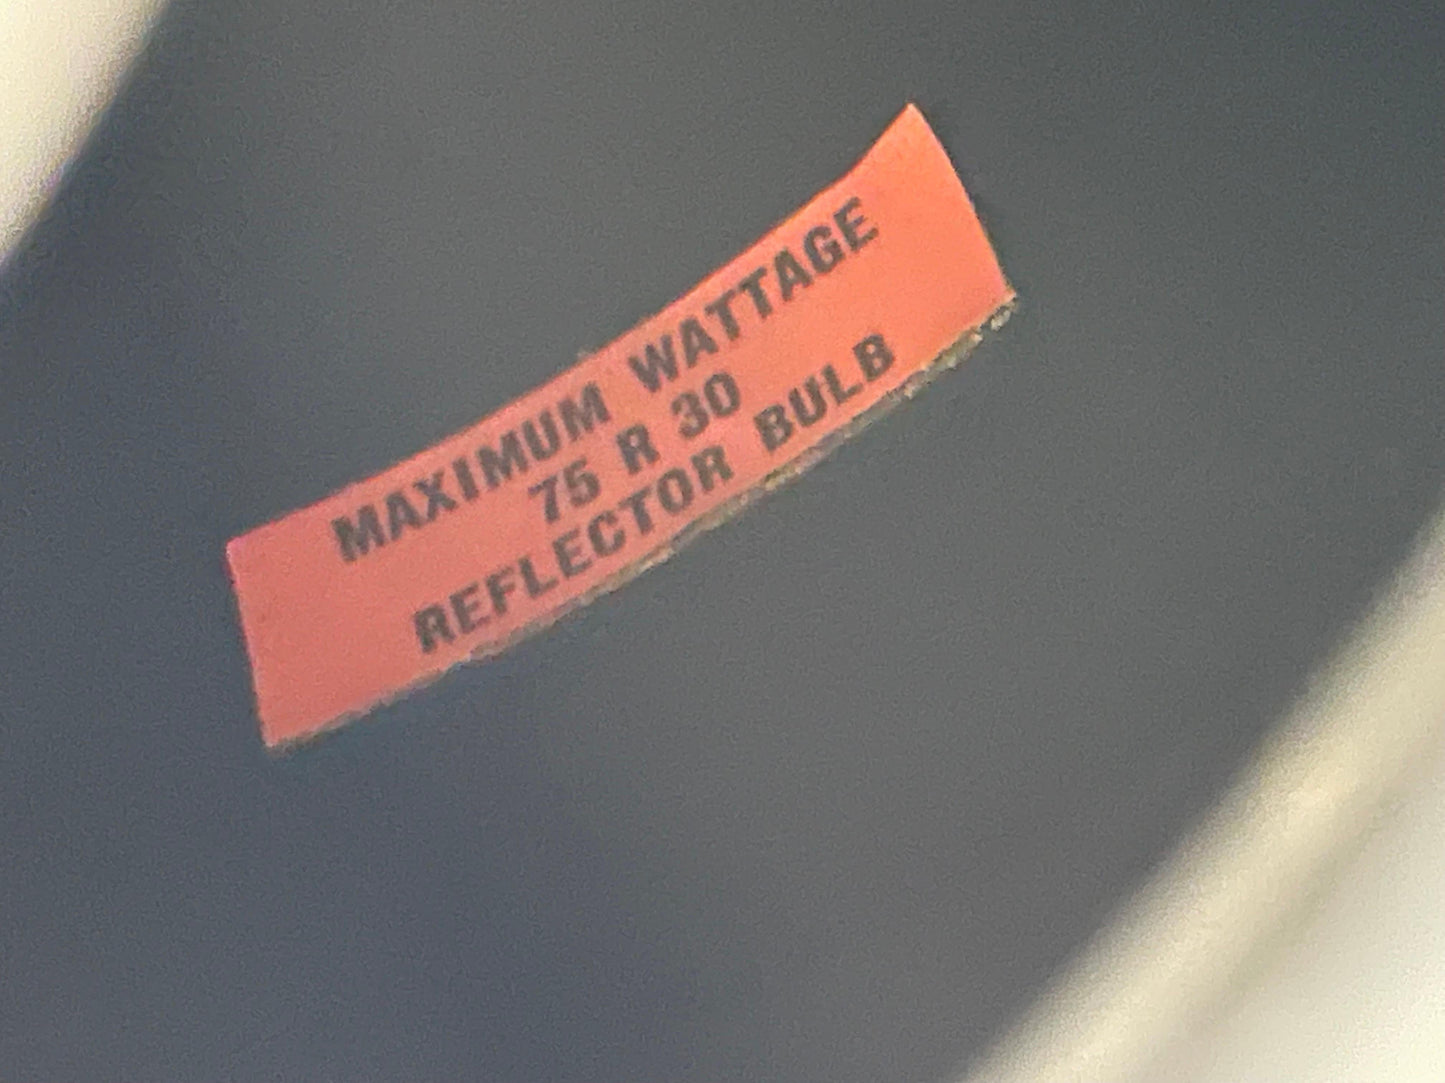 MAXIMUM WATTAGE
75 R 30
REFLECTOR BULB